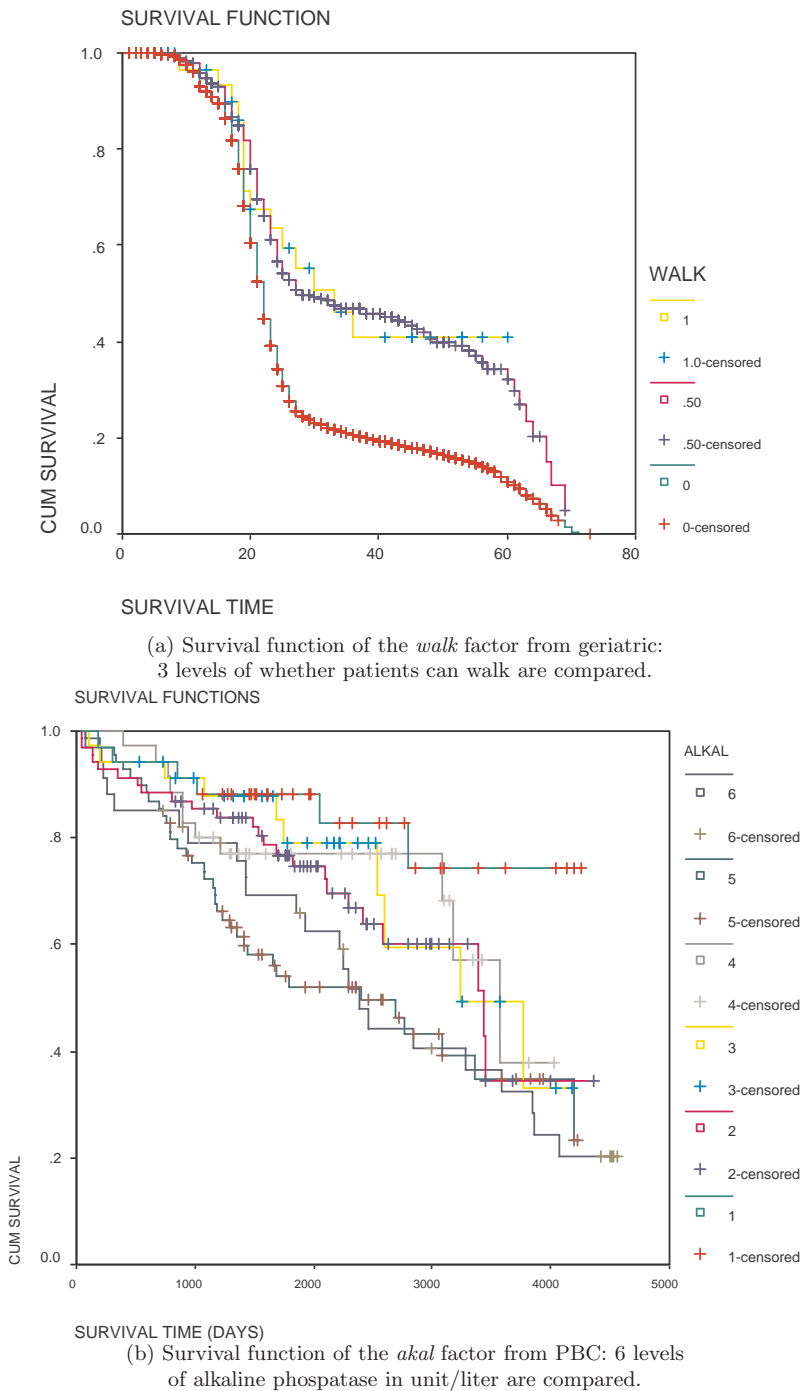 SURVIVAL FUNCTION
1.0
.8
.6
.4
.2
0.0
CUM SURVIVAL
0 20 40 60 80
SURVIVAL TIME
WALK
1
1.0-censored
.50
.50-censored
0
0-censored
(a) Survival function of the walk factor from geriatric:
3 levels of whether patients can walk are compared.
SURVIVAL FUNCTIONS
1.0
.8
.6
.4
.2
0.0
CUM SURVIVAL
0 1000 2000 3000 4000 5000
SURVIVAL TIME (DAYS)
ALKAL
6
6-censored
5
5-censored
4
4-censored
3
3-censored
2
2-censored
1
1-censored
(b) Survival function of the akal factor from PBC: 6 levels
of alkaline phospatase in unit/liter are compared.